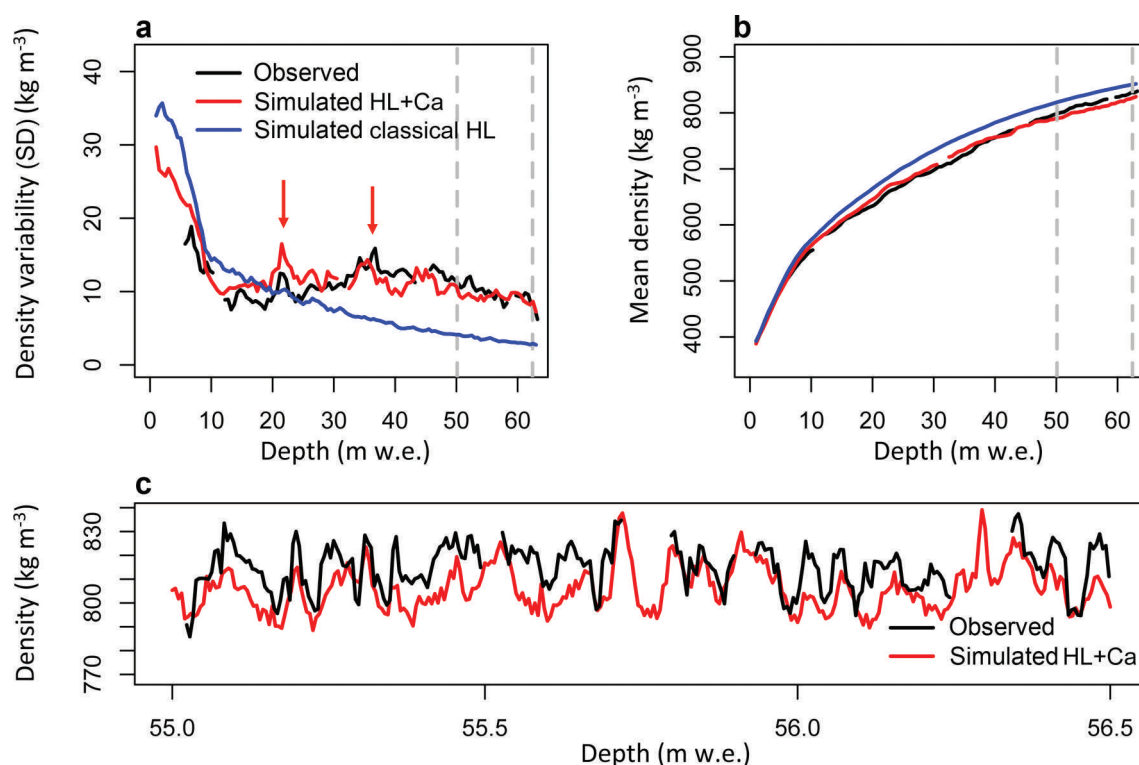 a
Density variability (SD) (kg m⁻³)
40
30
20
10
0
Observed
Simulated HL+Ca
Simulated classical HL
0 10 20 30 40 50 60
Depth (m w.e.)
b
Mean density (kg m⁻³)
900
800
700
600
500
400
0 10 20 30 40 50 60
Depth (m w.e.)
c
Density (kg m⁻³)
830
800
770
Observed
Simulated HL+Ca
55.0 55.5 56.0 56.5
Depth (m w.e.)